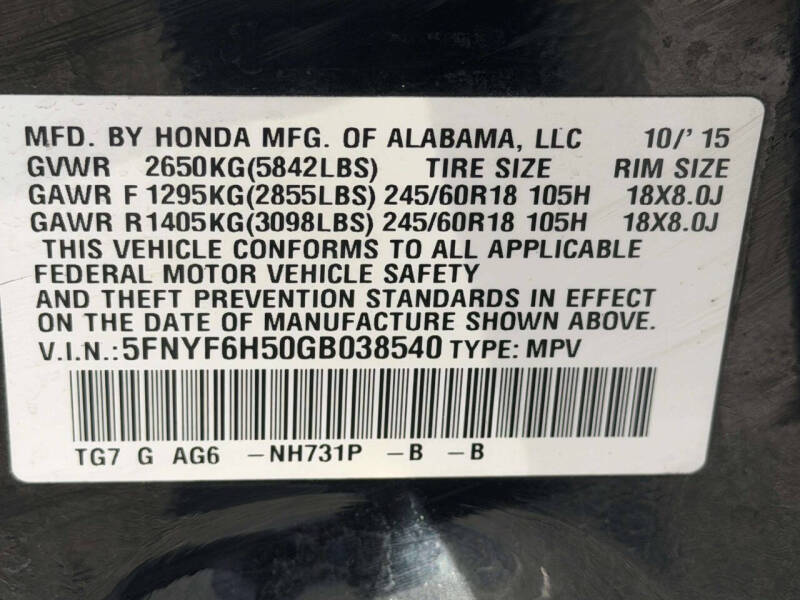 MFD. BY HONDA MFG. OF ALABAMA, LLC 10/' 15
GVWR 2650KG(5842LBS) TIRE SIZE RIM SIZE
GAWR F 1295KG(2855LBS) 245/60R18 105H 18X8.0J
GAWR R1405KG(3098LBS) 245/60R18 105H 18X8.0J
THIS VEHICLE CONFORMS TO ALL APPLICABLE
FEDERAL MOTOR VEHICLE SAFETY
AND THEFT PREVENTION STANDARDS IN EFFECT
ON THE DATE OF MANUFACTURE SHOWN ABOVE.
V.I.N.:5FNYF6H50GB038540 TYPE: MPV
TG7 G AG6 –NH731P –B –B